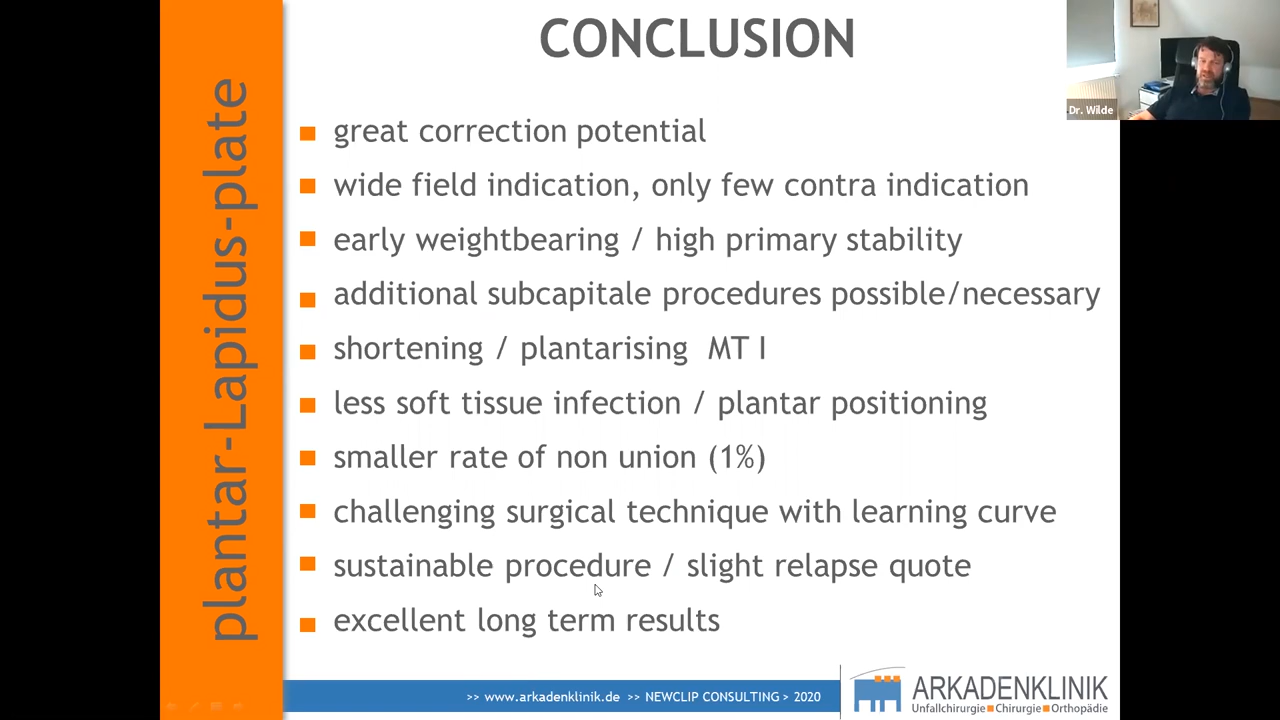 CONCLUSION
Dr. Wilde
plantar-Lapidus-plate
great correction potential
wide field indication, only few contra indication
early weightbearing / high primary stability
additional subcapitale procedures possible/necessary
shortening / plantarising MT I
less soft tissue infection / plantar positioning
smaller rate of non union (1%)
challenging surgical technique with learning curve
sustainable procedure / slight relapse quote
excellent long term results
>> www.arkadenklinik.de >> NEWCLIP CONSULTING > 2020
ARKADENKLINIK
Unfallchirurgie ■ Chirurgie ■ Orthopädie